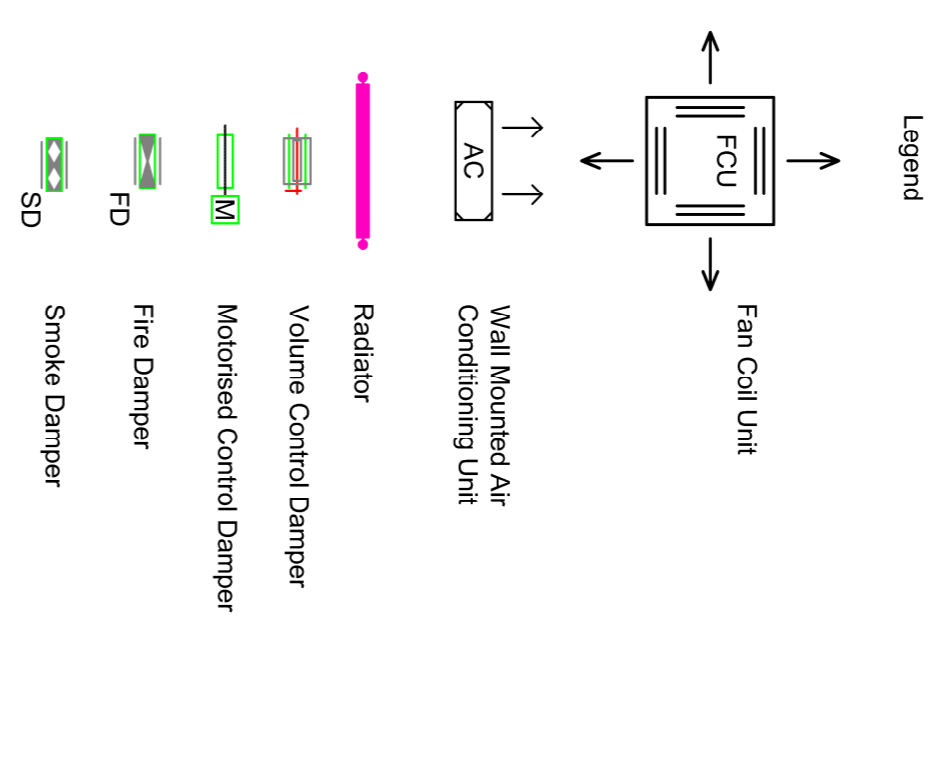 Legend
FCU
Fan Coil Unit
AC
Wall Mounted Air
Conditioning Unit
Radiator
Volume Control Damper
M
Motorised Control Damper
FD
Fire Damper
SD
Smoke Damper